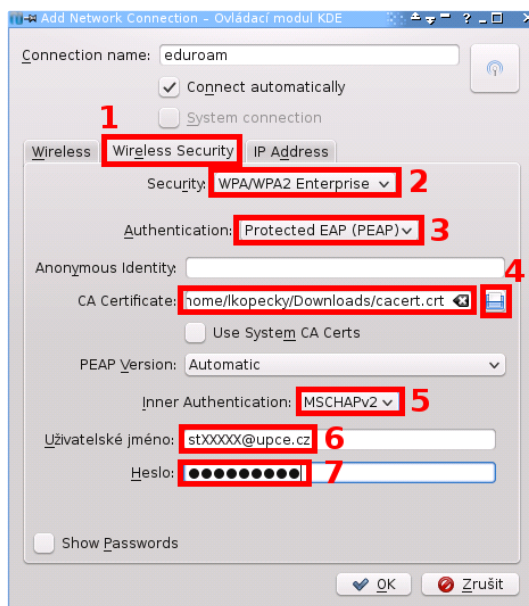 Add Network Connection – Ovládací modul KDE
Connection name: eduroam
Connect automatically
System connection
1
Wireless Wireless Security IP Address
Security: WPA/WPA2 Enterprise 2
Authentication: Protected EAP (PEAP) 3
Anonymous Identity: 4
CA Certificate: home/lkopecky/Downloads/cacert.crt
Use System CA Certs
PEAP Version: Automatic
Inner Authentication: MSCHAPv2 5
Uživatelské jméno: stXXXXX@upce.cz 6
Heslo: ●●●●●●●●● 7
Show Passwords
OK Zrušit